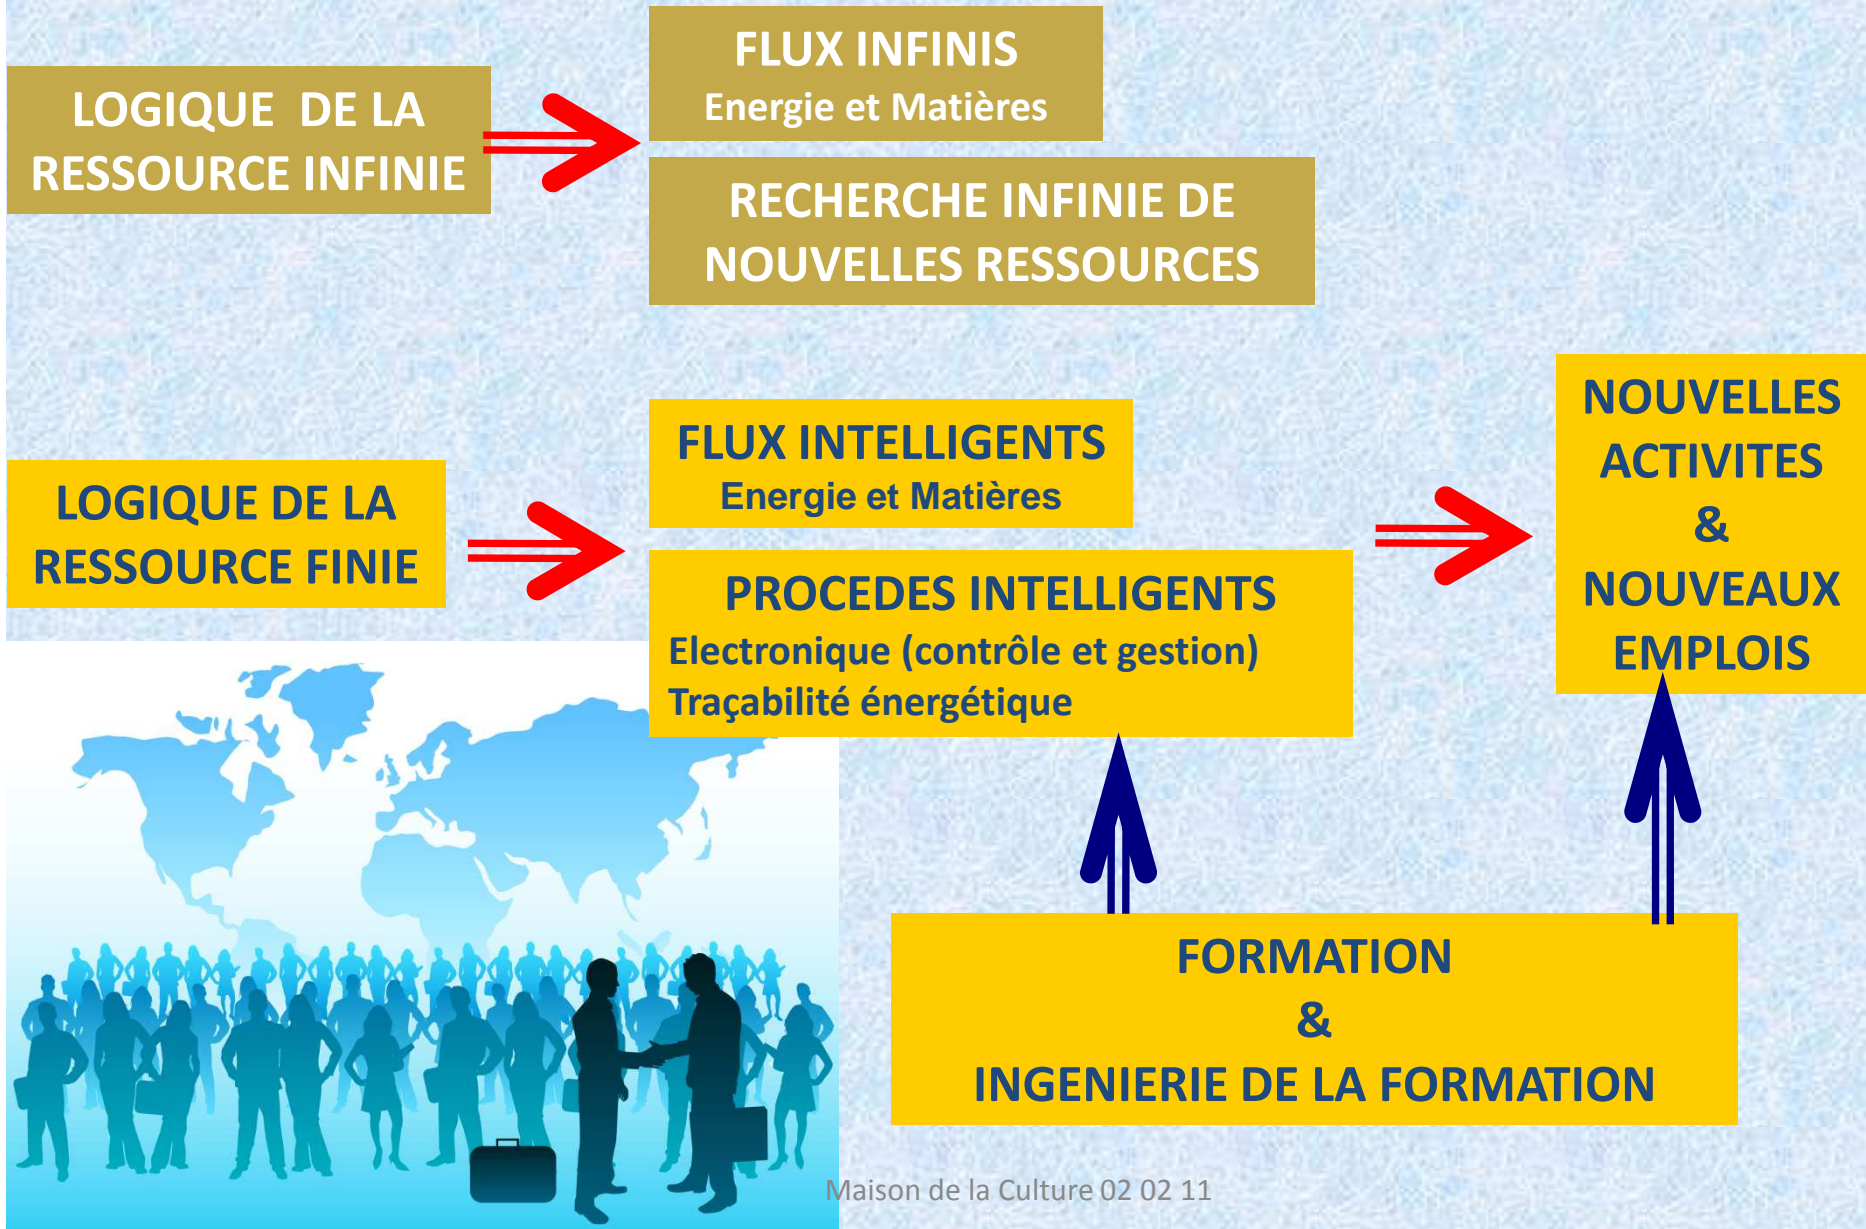 LOGIQUE DE LA
RESSOURCE INFINIE
FLUX INFINIS
Energie et Matières
RECHERCHE INFINIE DE
NOUVELLES RESSOURCES
LOGIQUE DE LA
RESSOURCE FINIE
FLUX INTELLIGENTS
Energie et Matières
PROCEDES INTELLIGENTS
Electronique (contrôle et gestion)
Traçabilité énergétique
NOUVELLES
ACTIVITES
&
NOUVEAUX
EMPLOIS
FORMATION
&
INGENIERIE DE LA FORMATION
Maison de la Culture 02 02 11